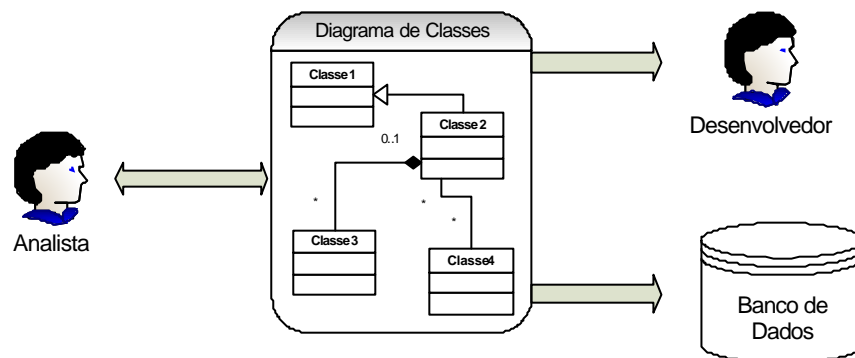 Diagrama de Classes
Classe1
Classe2
0..1
*
*
*
Classe3
Classe4
Analista
Desenvolvedor
Banco de
Dados